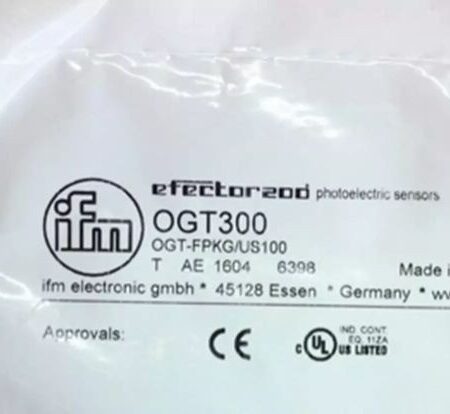 ifm
efector200 photoelectric sensors
OGT300
OGT-FPKG/US100
T AE 1604 6398 Made i
ifm electronic gmbh * 45128 Essen * Germany * ww
Approvals:
CE
c UL US LISTED
IND CONT
EQ 11ZA